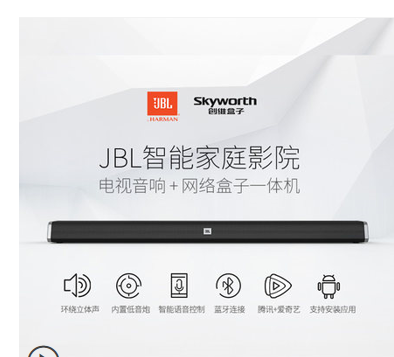 JBL
HARMAN
Skyworth
创维盒子
JBL智能家庭影院
电视音响+网络盒子一体机
JBL
环绕立体声 内置低音炮 智能语音控制 蓝牙连接 腾讯+爱奇艺 支持安装应用